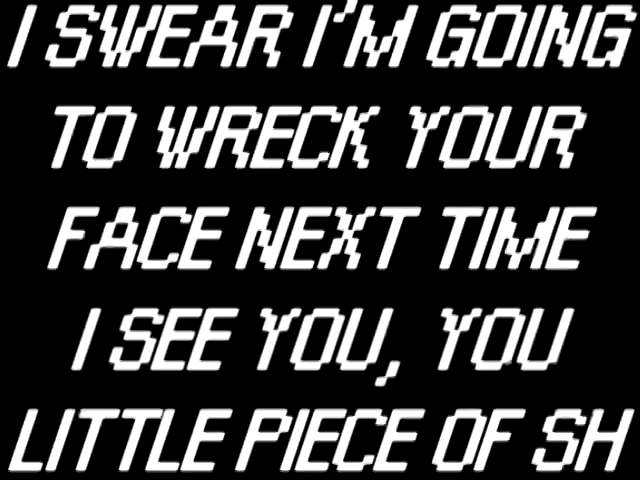 I SWEAR I'M GOING
TO WRECK YOUR
FACE NEXT TIME
I SEE YOU, YOU
LITTLE PIECE OF SH